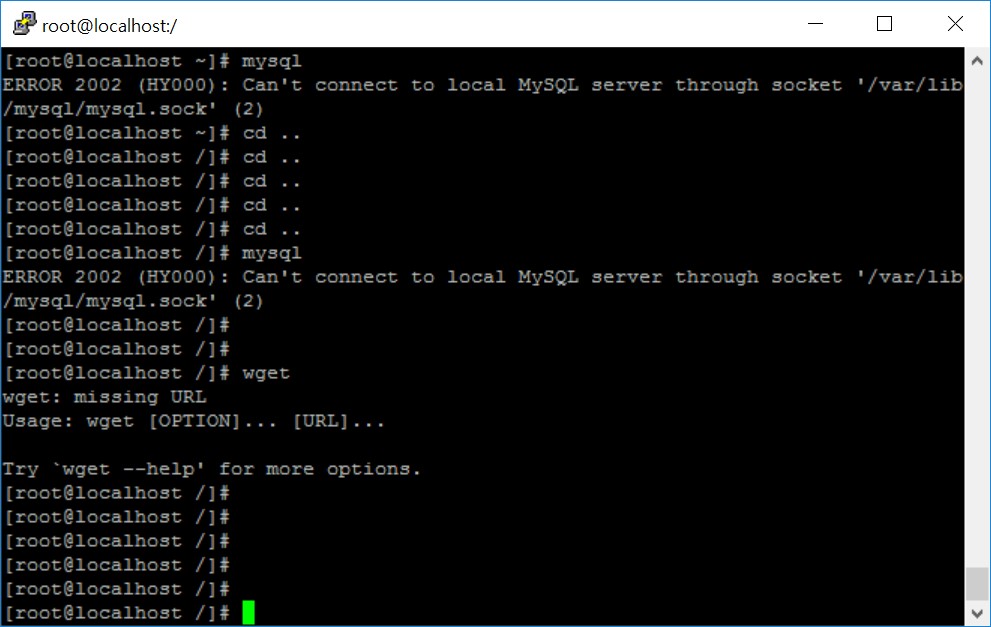 root@localhost:/
[root@localhost ~]# mysql
ERROR 2002 (HY000): Can't connect to local MySQL server through socket '/var/lib
/mysql/mysql.sock' (2)
[root@localhost ~]# cd ..
[root@localhost /]# cd ..
[root@localhost /]# cd ..
[root@localhost /]# cd ..
[root@localhost /]# cd ..
[root@localhost /]# mysql
ERROR 2002 (HY000): Can't connect to local MySQL server through socket '/var/lib
/mysql/mysql.sock' (2)
[root@localhost /]#
[root@localhost /]#
[root@localhost /]# wget
wget: missing URL
Usage: wget [OPTION]... [URL]...
Try `wget --help' for more options.
[root@localhost /]#
[root@localhost /]#
[root@localhost /]#
[root@localhost /]#
[root@localhost /]#
[root@localhost /]#